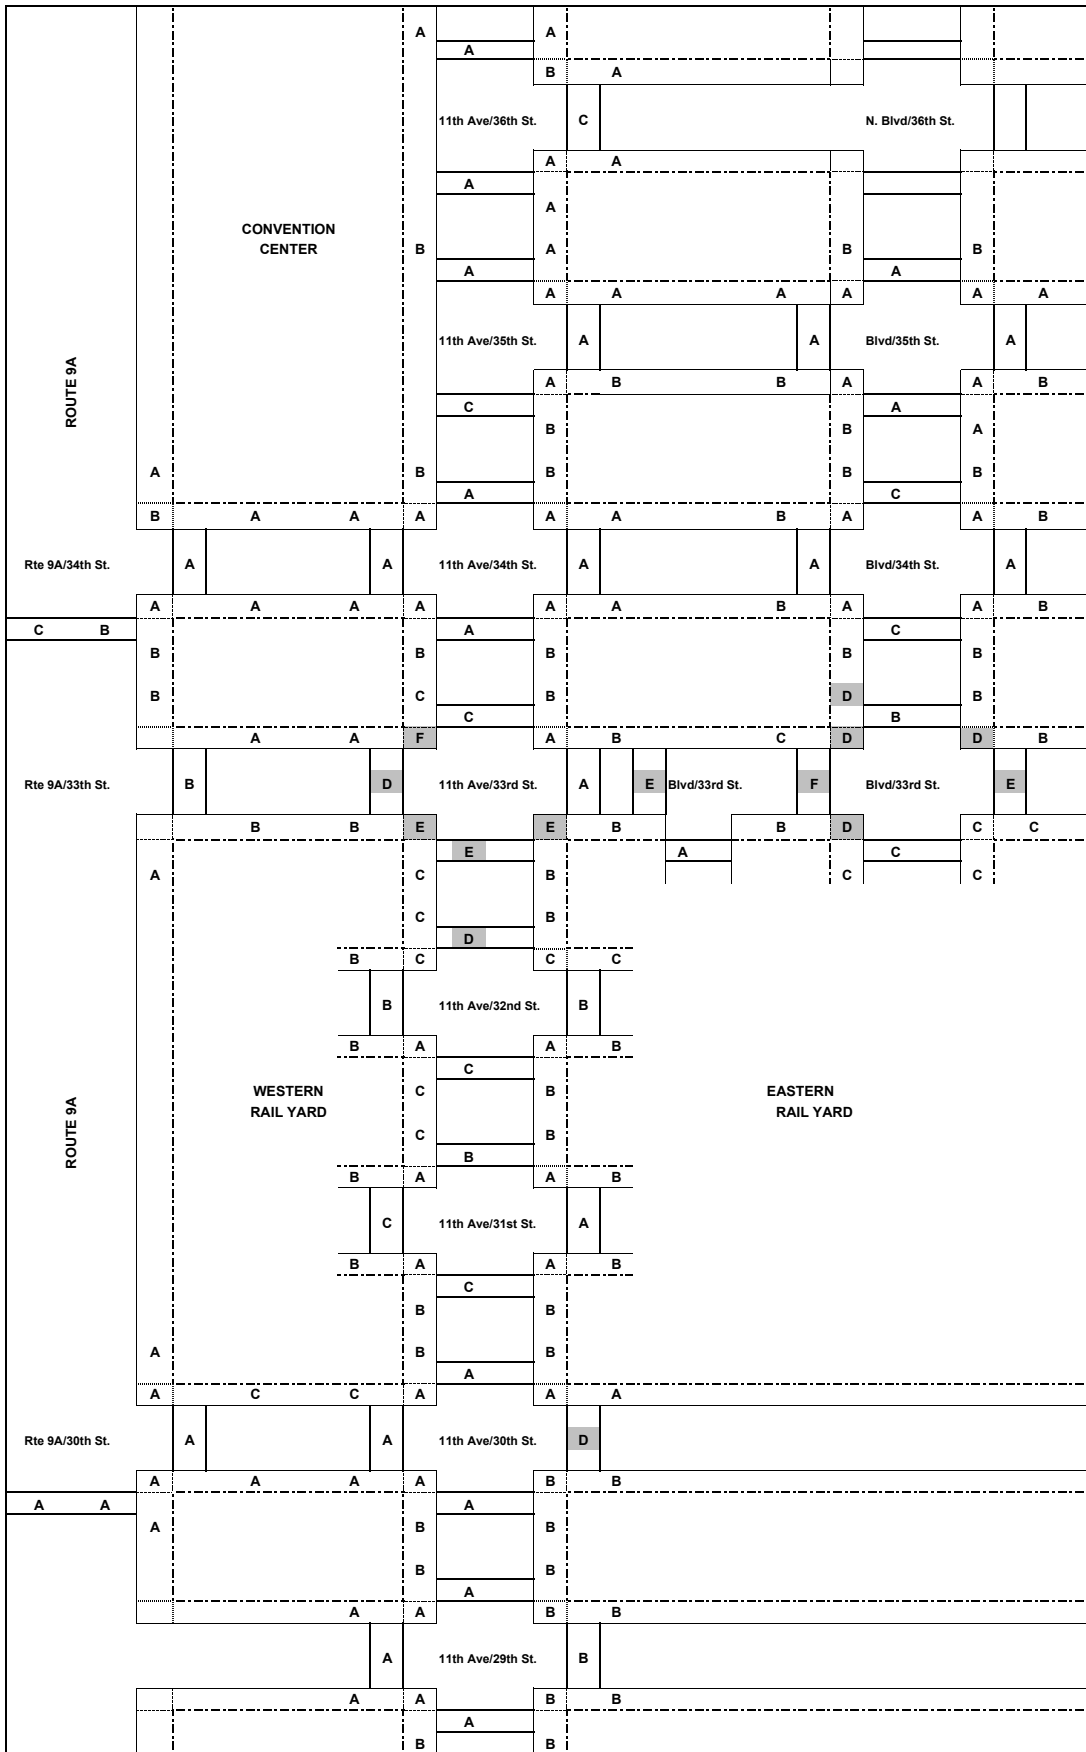 A A
A
B A
11th Ave/36th St. C N. Blvd/36th St.
A A
A
A
CONVENTION
CENTER
B A B B
A A
A A A A A A
11th Ave/35th St. A A Blvd/35th St. A
ROUTE 9A
A B B A A B
C A
B B A
A B B B B
A C
B A A A A A B A A B
Rte 9A/34th St. A A 11th Ave/34th St. A A Blvd/34th St. A
A A A A A A B A A B
C B A C
B B B B B
B C B D B
C B
A A F A B C D D B
Rte 9A/33th St. B D 11th Ave/33rd St. A E Blvd/33rd St. F Blvd/33rd St. E
B B E E B B D C C
E A C
A C B C C
C B
D
B C C C
B 11th Ave/32nd St. B
B A A B
C
WESTERN
RAIL YARD
C B
EASTERN
RAIL YARD
ROUTE 9A
C B
B
B A A B
C 11th Ave/31st St. A
B A A B
C
B B
A B B
A
A C C A A A
Rte 9A/30th St. A A 11th Ave/30th St. D
A A A A B B
A A A
A B B
B B
A
A A B B
A 11th Ave/29th St. B
A A B B
A
B B